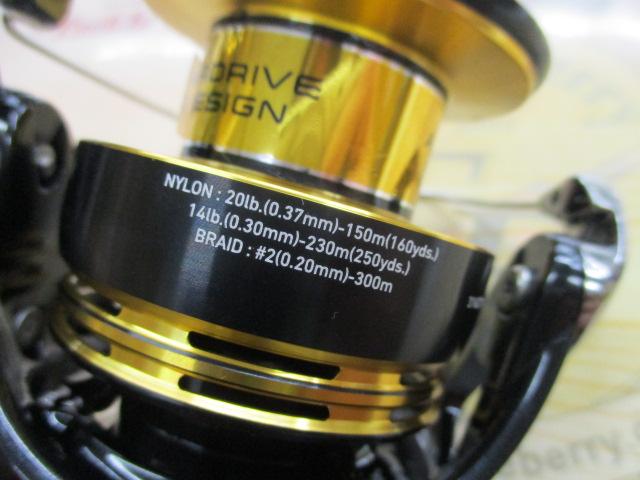 DRIVE
ESIGN
NYLON : 20lb.(0.37mm)-150m(160yds.)
14lb.(0.30mm)-230m(250yds.)
BRAID : #2(0.20mm)-300m